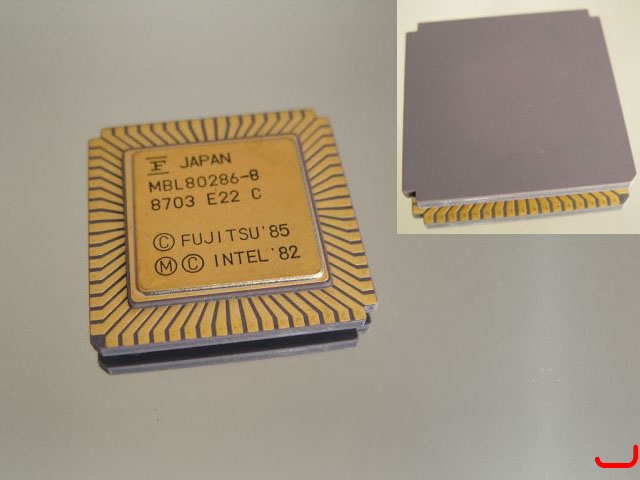 JAPAN
MBL80286-8
8703 E22 C
© FUJITSU'85
Ⓜ © INTEL'82